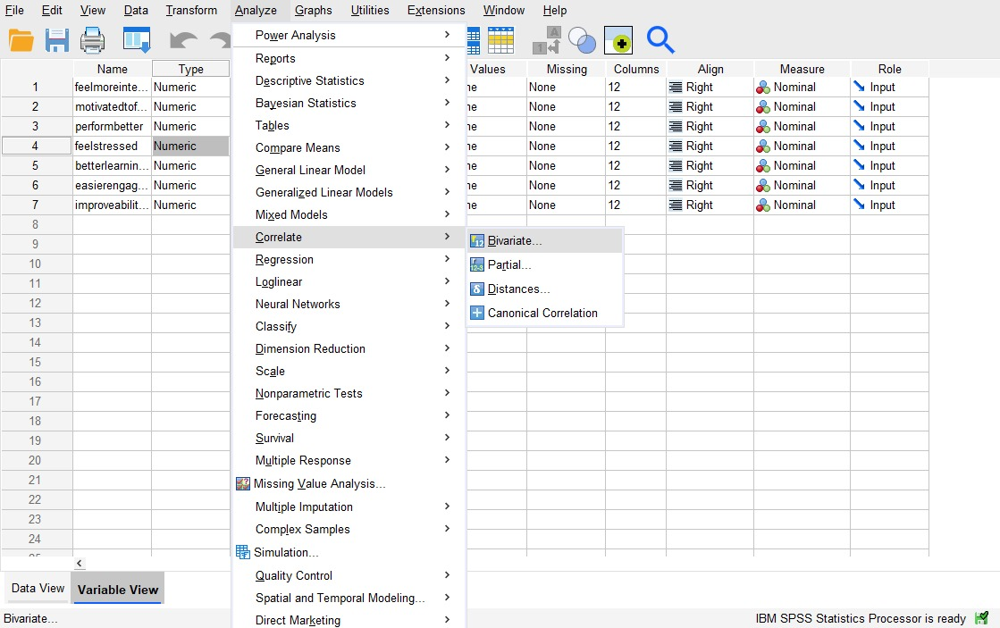 File Edit View Data Transform Analyze Graphs Utilities Extensions Window Help
Power Analysis
Reports
Descriptive Statistics
Bayesian Statistics
Tables
Compare Means
General Linear Model
Generalized Linear Models
Mixed Models
Correlate
Regression
Loglinear
Neural Networks
Classify
Dimension Reduction
Scale
Nonparametric Tests
Forecasting
Survival
Multiple Response
Missing Value Analysis...
Multiple Imputation
Complex Samples
Simulation...
Quality Control
Spatial and Temporal Modeling...
Direct Marketing
Bivariate...
Partial...
Distances...
Canonical Correlation
Name Type Values Missing Columns Align Measure Role
1 feelmoreinte... Numeric ne None 12 Right Nominal Input
2 motivatedtof... Numeric ne None 12 Right Nominal Input
3 performbetter Numeric ne None 12 Right Nominal Input
4 feelstressed Numeric ne None 12 Right Nominal Input
5 betterlearnin... Numeric ne None 12 Right Nominal Input
6 easierengag... Numeric ne None 12 Right Nominal Input
7 improveabilit... Numeric ne None 12 Right Nominal Input
8
9
10
11
12
13
14
15
16
17
18
19
20
21
22
23
24
Data View Variable View
Bivariate... IBM SPSS Statistics Processor is ready